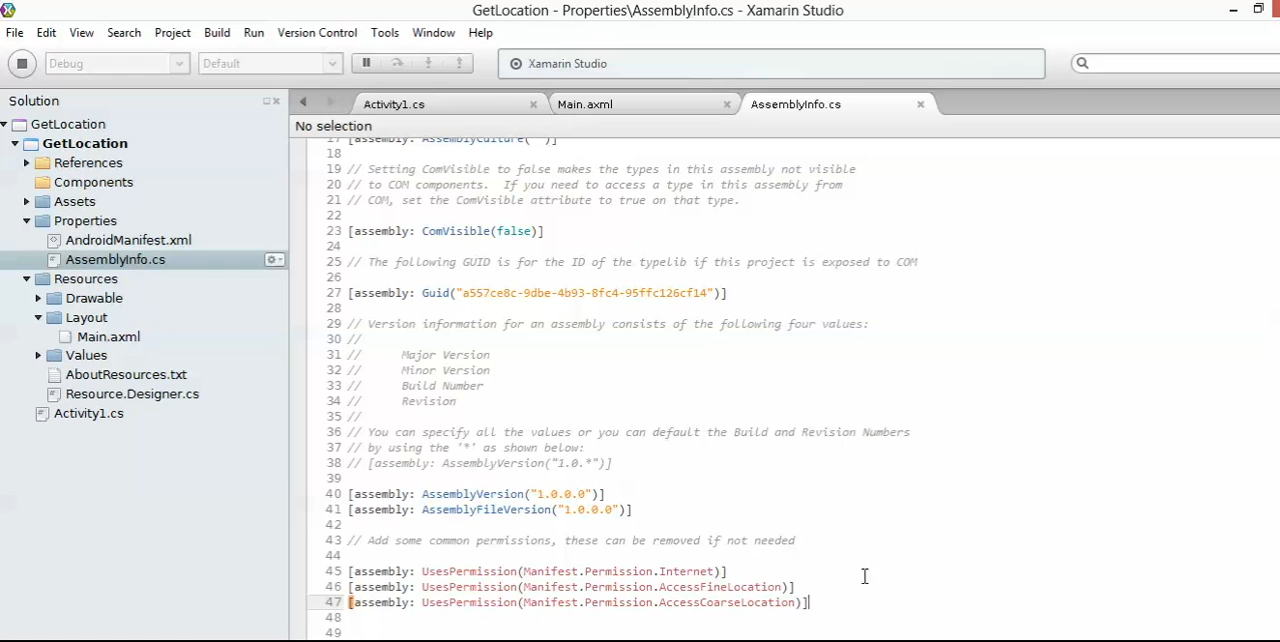 GetLocation - Properties\AssemblyInfo.cs - Xamarin Studio
File Edit View Search Project Build Run Version Control Tools Window Help
Debug Default Xamarin Studio
Solution
GetLocation
GetLocation
References
Components
Assets
Properties
AndroidManifest.xml
AssemblyInfo.cs
Resources
Drawable
Layout
Main.axml
Values
AboutResources.txt
Resource.Designer.cs
Activity1.cs
Activity1.cs Main.axml AssemblyInfo.cs
No selection
17 [assembly: AssemblyCulture("")]
18
19 // Setting ComVisible to false makes the types in this assembly not visible
20 // to COM components.  If you need to access a type in this assembly from
21 // COM, set the ComVisible attribute to true on that type.
22
23 [assembly: ComVisible(false)]
24
25 // The following GUID is for the ID of the typelib if this project is exposed to COM
26
27 [assembly: Guid("a557ce8c-9dbe-4b93-8fc4-95ffc126cf14")]
28
29 // Version information for an assembly consists of the following four values:
30 //
31 //      Major Version
32 //      Minor Version
33 //      Build Number
34 //      Revision
35 //
36 // You can specify all the values or you can default the Build and Revision Numbers
37 // by using the '*' as shown below:
38 // [assembly: AssemblyVersion("1.0.*")]
39
40 [assembly: AssemblyVersion("1.0.0.0")]
41 [assembly: AssemblyFileVersion("1.0.0.0")]
42
43 // Add some common permissions, these can be removed if not needed
44
45 [assembly: UsesPermission(Manifest.Permission.Internet)]
46 [assembly: UsesPermission(Manifest.Permission.AccessFineLocation)]
47 [assembly: UsesPermission(Manifest.Permission.AccessCoarseLocation)]
48
49